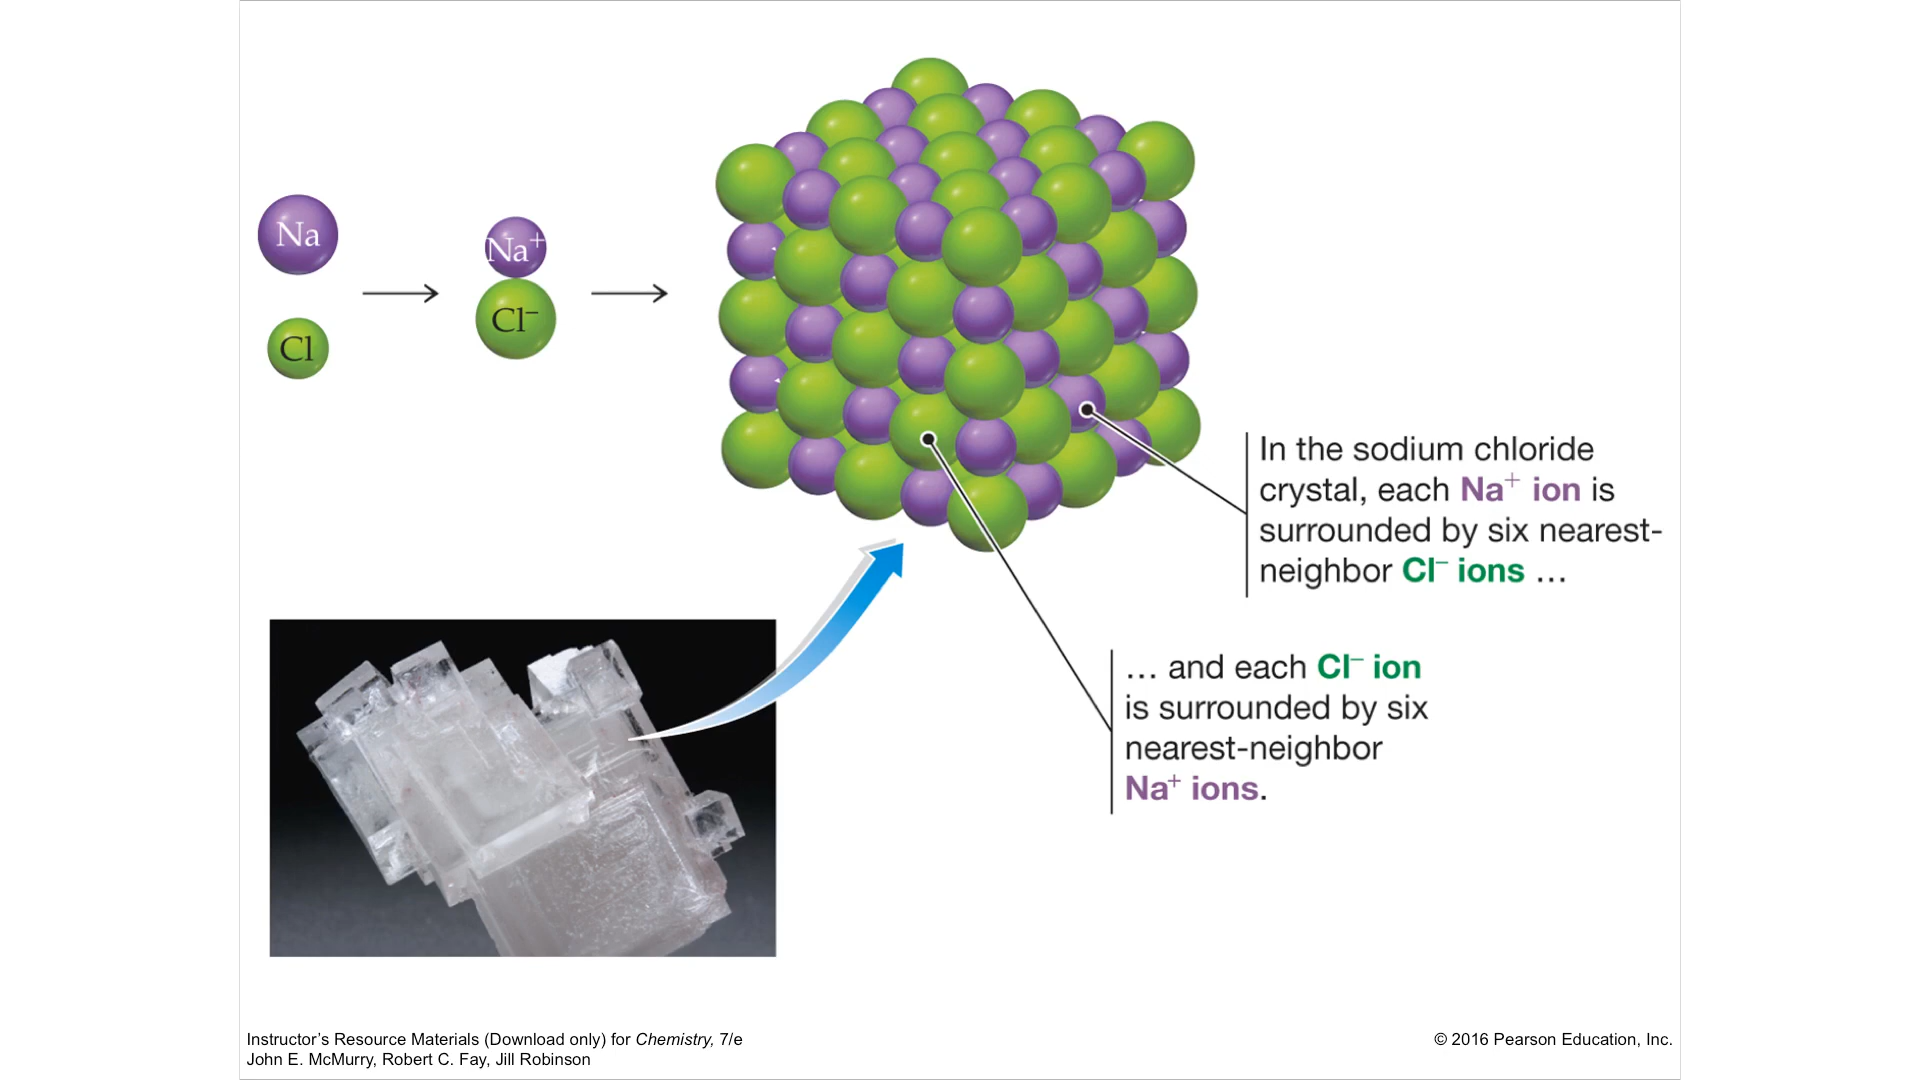 Na
Cl
Na⁺
Cl⁻
In the sodium chloride
crystal, each Na⁺ ion is
surrounded by six nearest-
neighbor Cl⁻ ions ...
... and each Cl⁻ ion
is surrounded by six
nearest-neighbor
Na⁺ ions.
Instructor’s Resource Materials (Download only) for Chemistry, 7/e
John E. McMurry, Robert C. Fay, Jill Robinson
© 2016 Pearson Education, Inc.